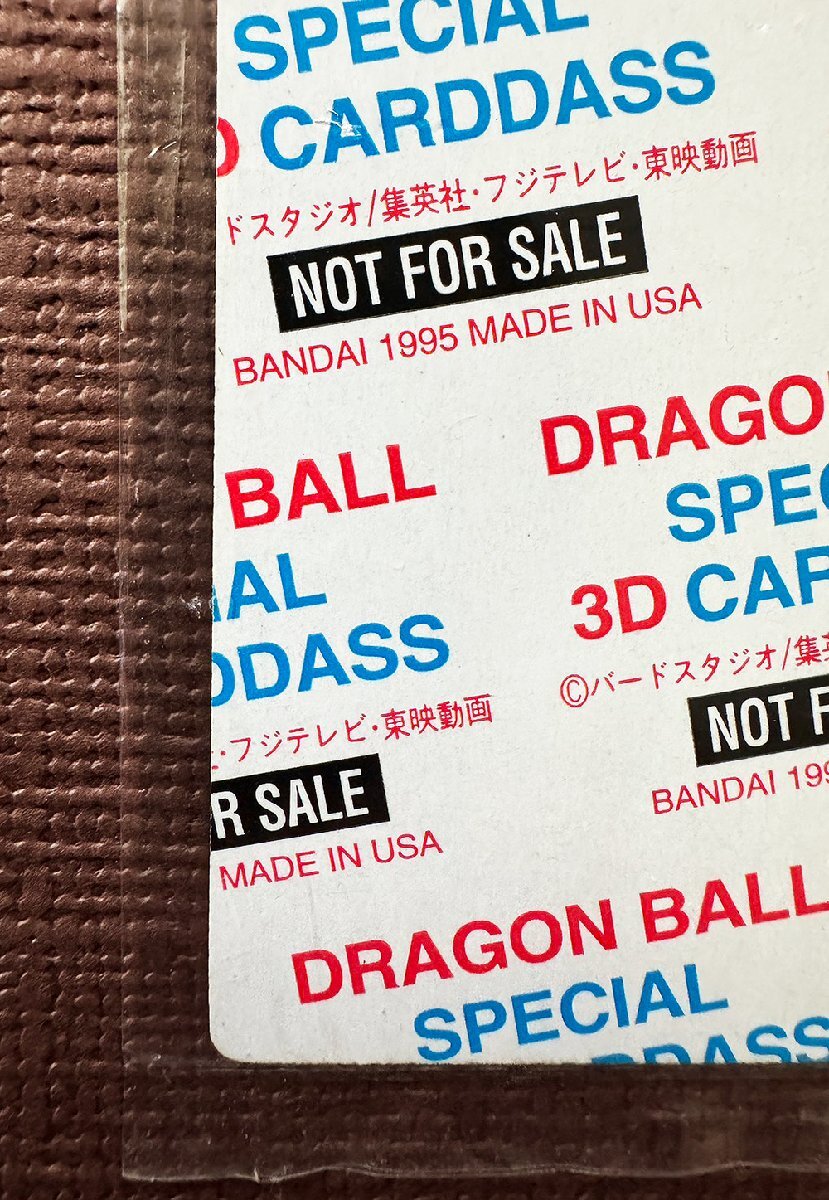 SPECIAL
D CARDDASS
ードスタジオ/集英社・フジテレビ・東映動画
NOT FOR SALE
BANDAI 1995 MADE IN USA
BALL
IAL
DDASS
・フジテレビ・東映動画
R SALE
MADE IN USA
DRAGO
SPEC
3D CAR
©バードスタジオ/集英
NOT F
BANDAI 199
DRAGON BALL
SPECIAL
RDDASS